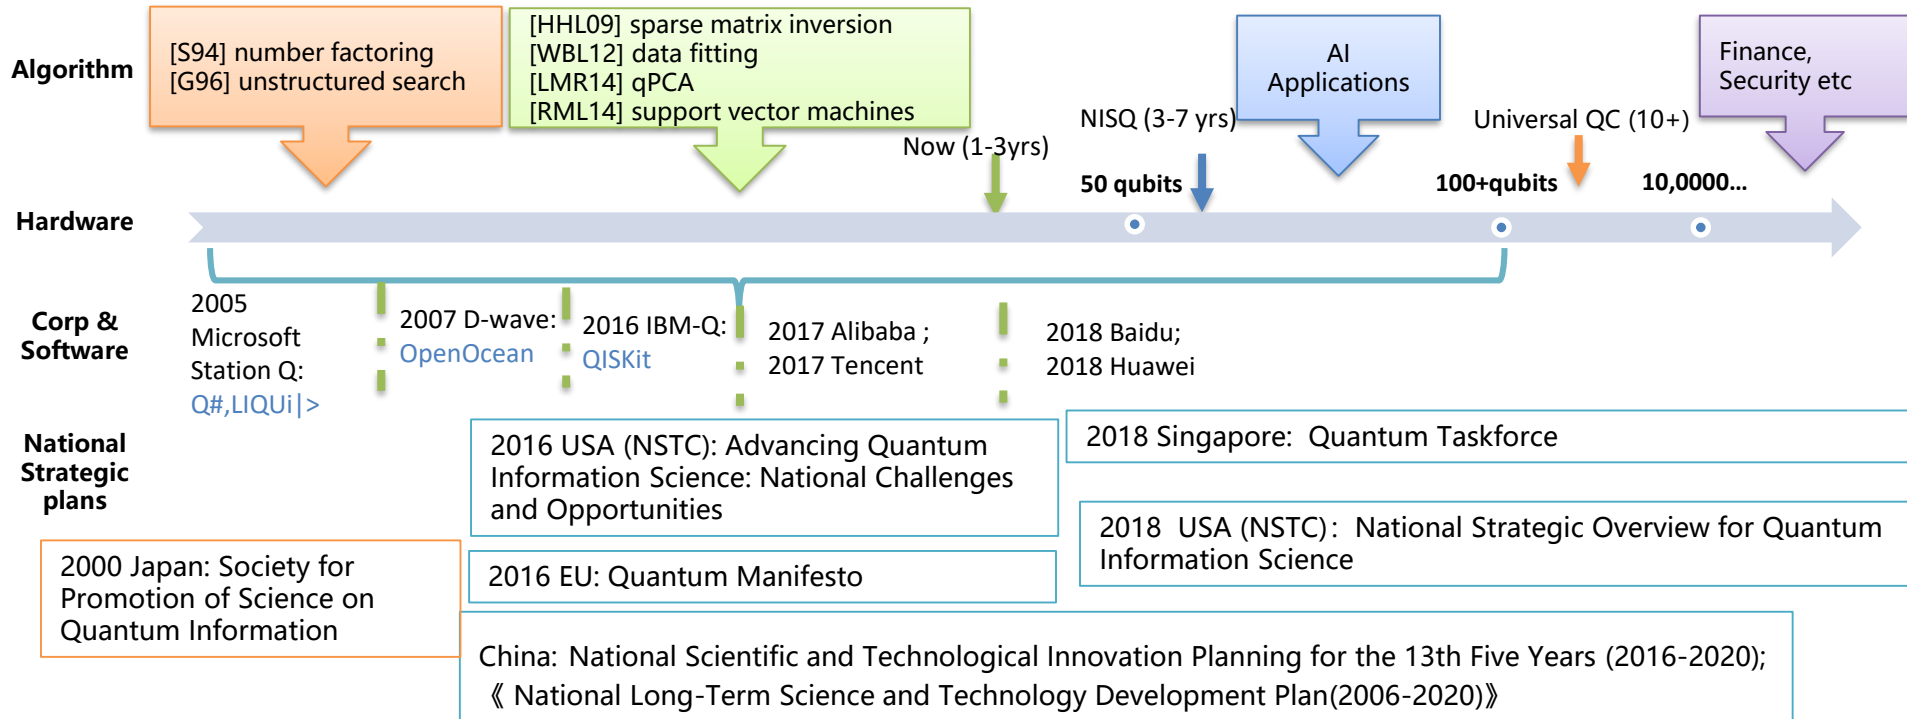 Algorithm
[S94] number factoring
[G96] unstructured search
[HHL09] sparse matrix inversion
[WBL12] data fitting
[LMR14] qPCA
[RML14] support vector machines
Now (1-3yrs)
NISQ (3-7 yrs)
AI
Applications
Universal QC (10+)
Finance,
Security etc
50 qubits
100+qubits
10,0000...
Hardware
Corp &
Software
2005
Microsoft
Station Q:
Q#,LIQUi|>
2007 D-wave:
OpenOcean
2016 IBM-Q:
QISKit
2017 Alibaba ;
2017 Tencent
2018 Baidu;
2018 Huawei
National
Strategic
plans
2016 USA (NSTC): Advancing Quantum
Information Science: National Challenges
and Opportunities
2018 Singapore: Quantum Taskforce
2018 USA (NSTC)： National Strategic Overview for Quantum
Information Science
2000 Japan: Society for
Promotion of Science on
Quantum Information
2016 EU: Quantum Manifesto
China: National Scientific and Technological Innovation Planning for the 13th Five Years (2016-2020);
《 National Long-Term Science and Technology Development Plan(2006-2020)》